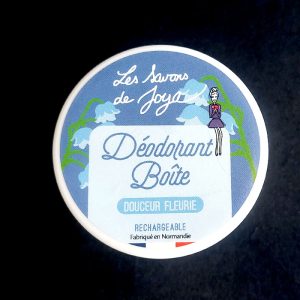 Les Savons
de Joya
Déodorant
Boîte
DOUCEUR FLEURIE
RECHARGEABLE
Fabriqué en Normandie